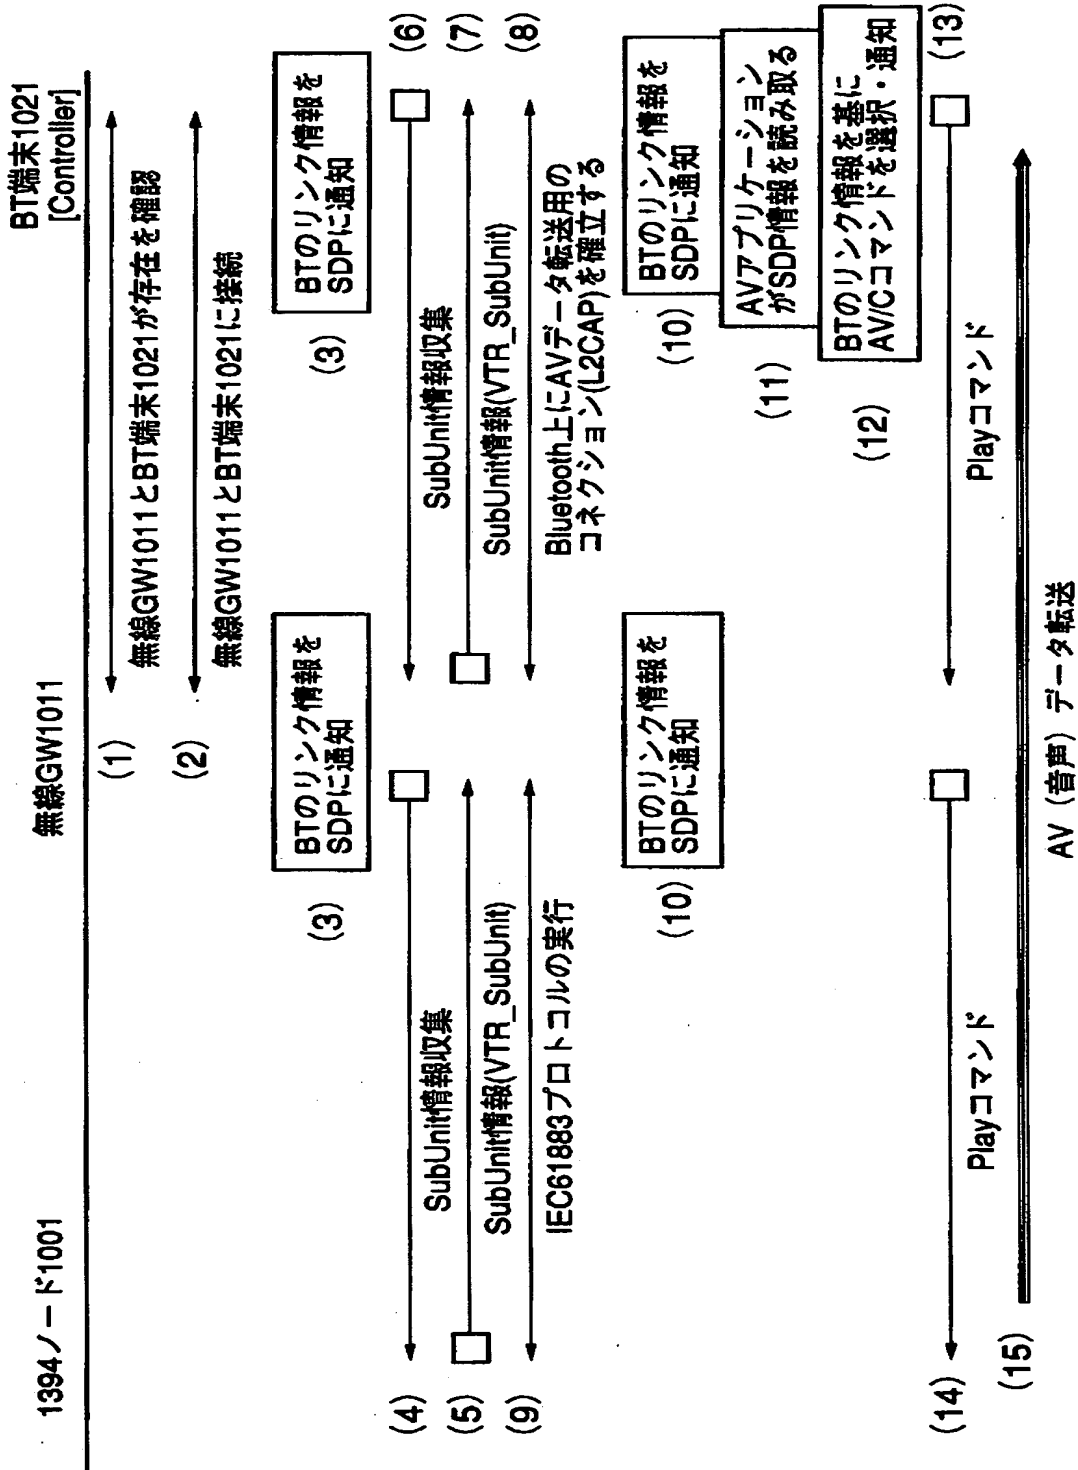 1394ノード1001
無線GW1011
BT端末1021
[Controller]
(1)
無線GW1011とBT端末1021が存在を確認
(2)
無線GW1011とBT端末1021に接続
(3)
BTのリンク情報を
SDPに通知
(3)
BTのリンク情報を
SDPに通知
(4)
SubUnit情報収集
(5)
SubUnit情報(VTR_SubUnit)
(6)
SubUnit情報収集
(7)
SubUnit情報(VTR_SubUnit)
(8)
Bluetooth上にAVデータ転送用の
コネクション(L2CAP)を確立する
(9)
IEC61883プロトコルの実行
(10)
BTのリンク情報を
SDPに通知
(10)
BTのリンク情報を
SDPに通知
(11)
AVアプリケーション
がSDP情報を読み取る
(12)
BTのリンク情報を基に
AV/Cコマンドを選択・通知
(13)
Playコマンド
(14)
Playコマンド
(15)
AV（音声）データ転送